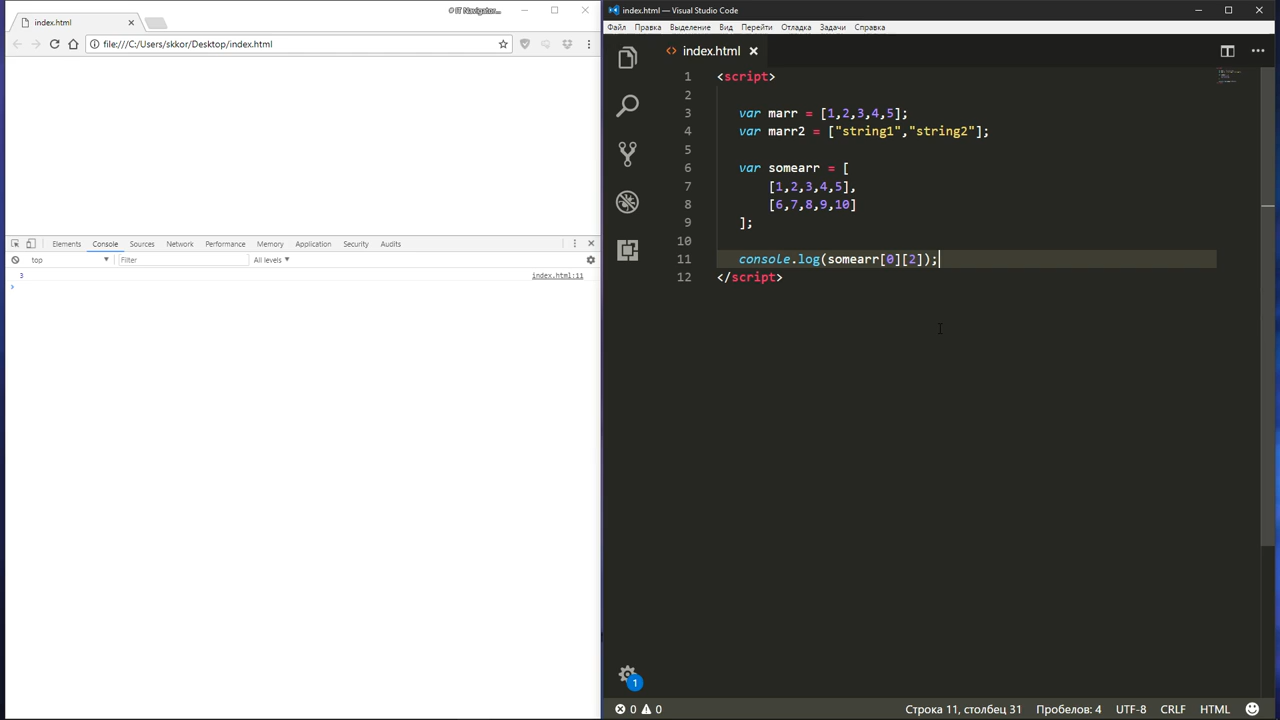 index.html
# IT Navigatus...
file:///C:/Users/skkor/Desktop/index.html
Elements Console Sources Network Performance Memory Application Security Audits
top Filter All levels
3 index.html:11
index.html — Visual Studio Code
Файл Правка Выделение Вид Перейти Отладка Задачи Справка
<> index.html
1 <script>
2
3 var marr = [1,2,3,4,5];
4 var marr2 = ["string1","string2"];
5
6 var somearr = [
7 [1,2,3,4,5],
8 [6,7,8,9,10]
9 ];
10
11 console.log(somearr[0][2]);
12 </script>
1
0 0 Строка 11, столбец 31 Пробелов: 4 UTF-8 CRLF HTML